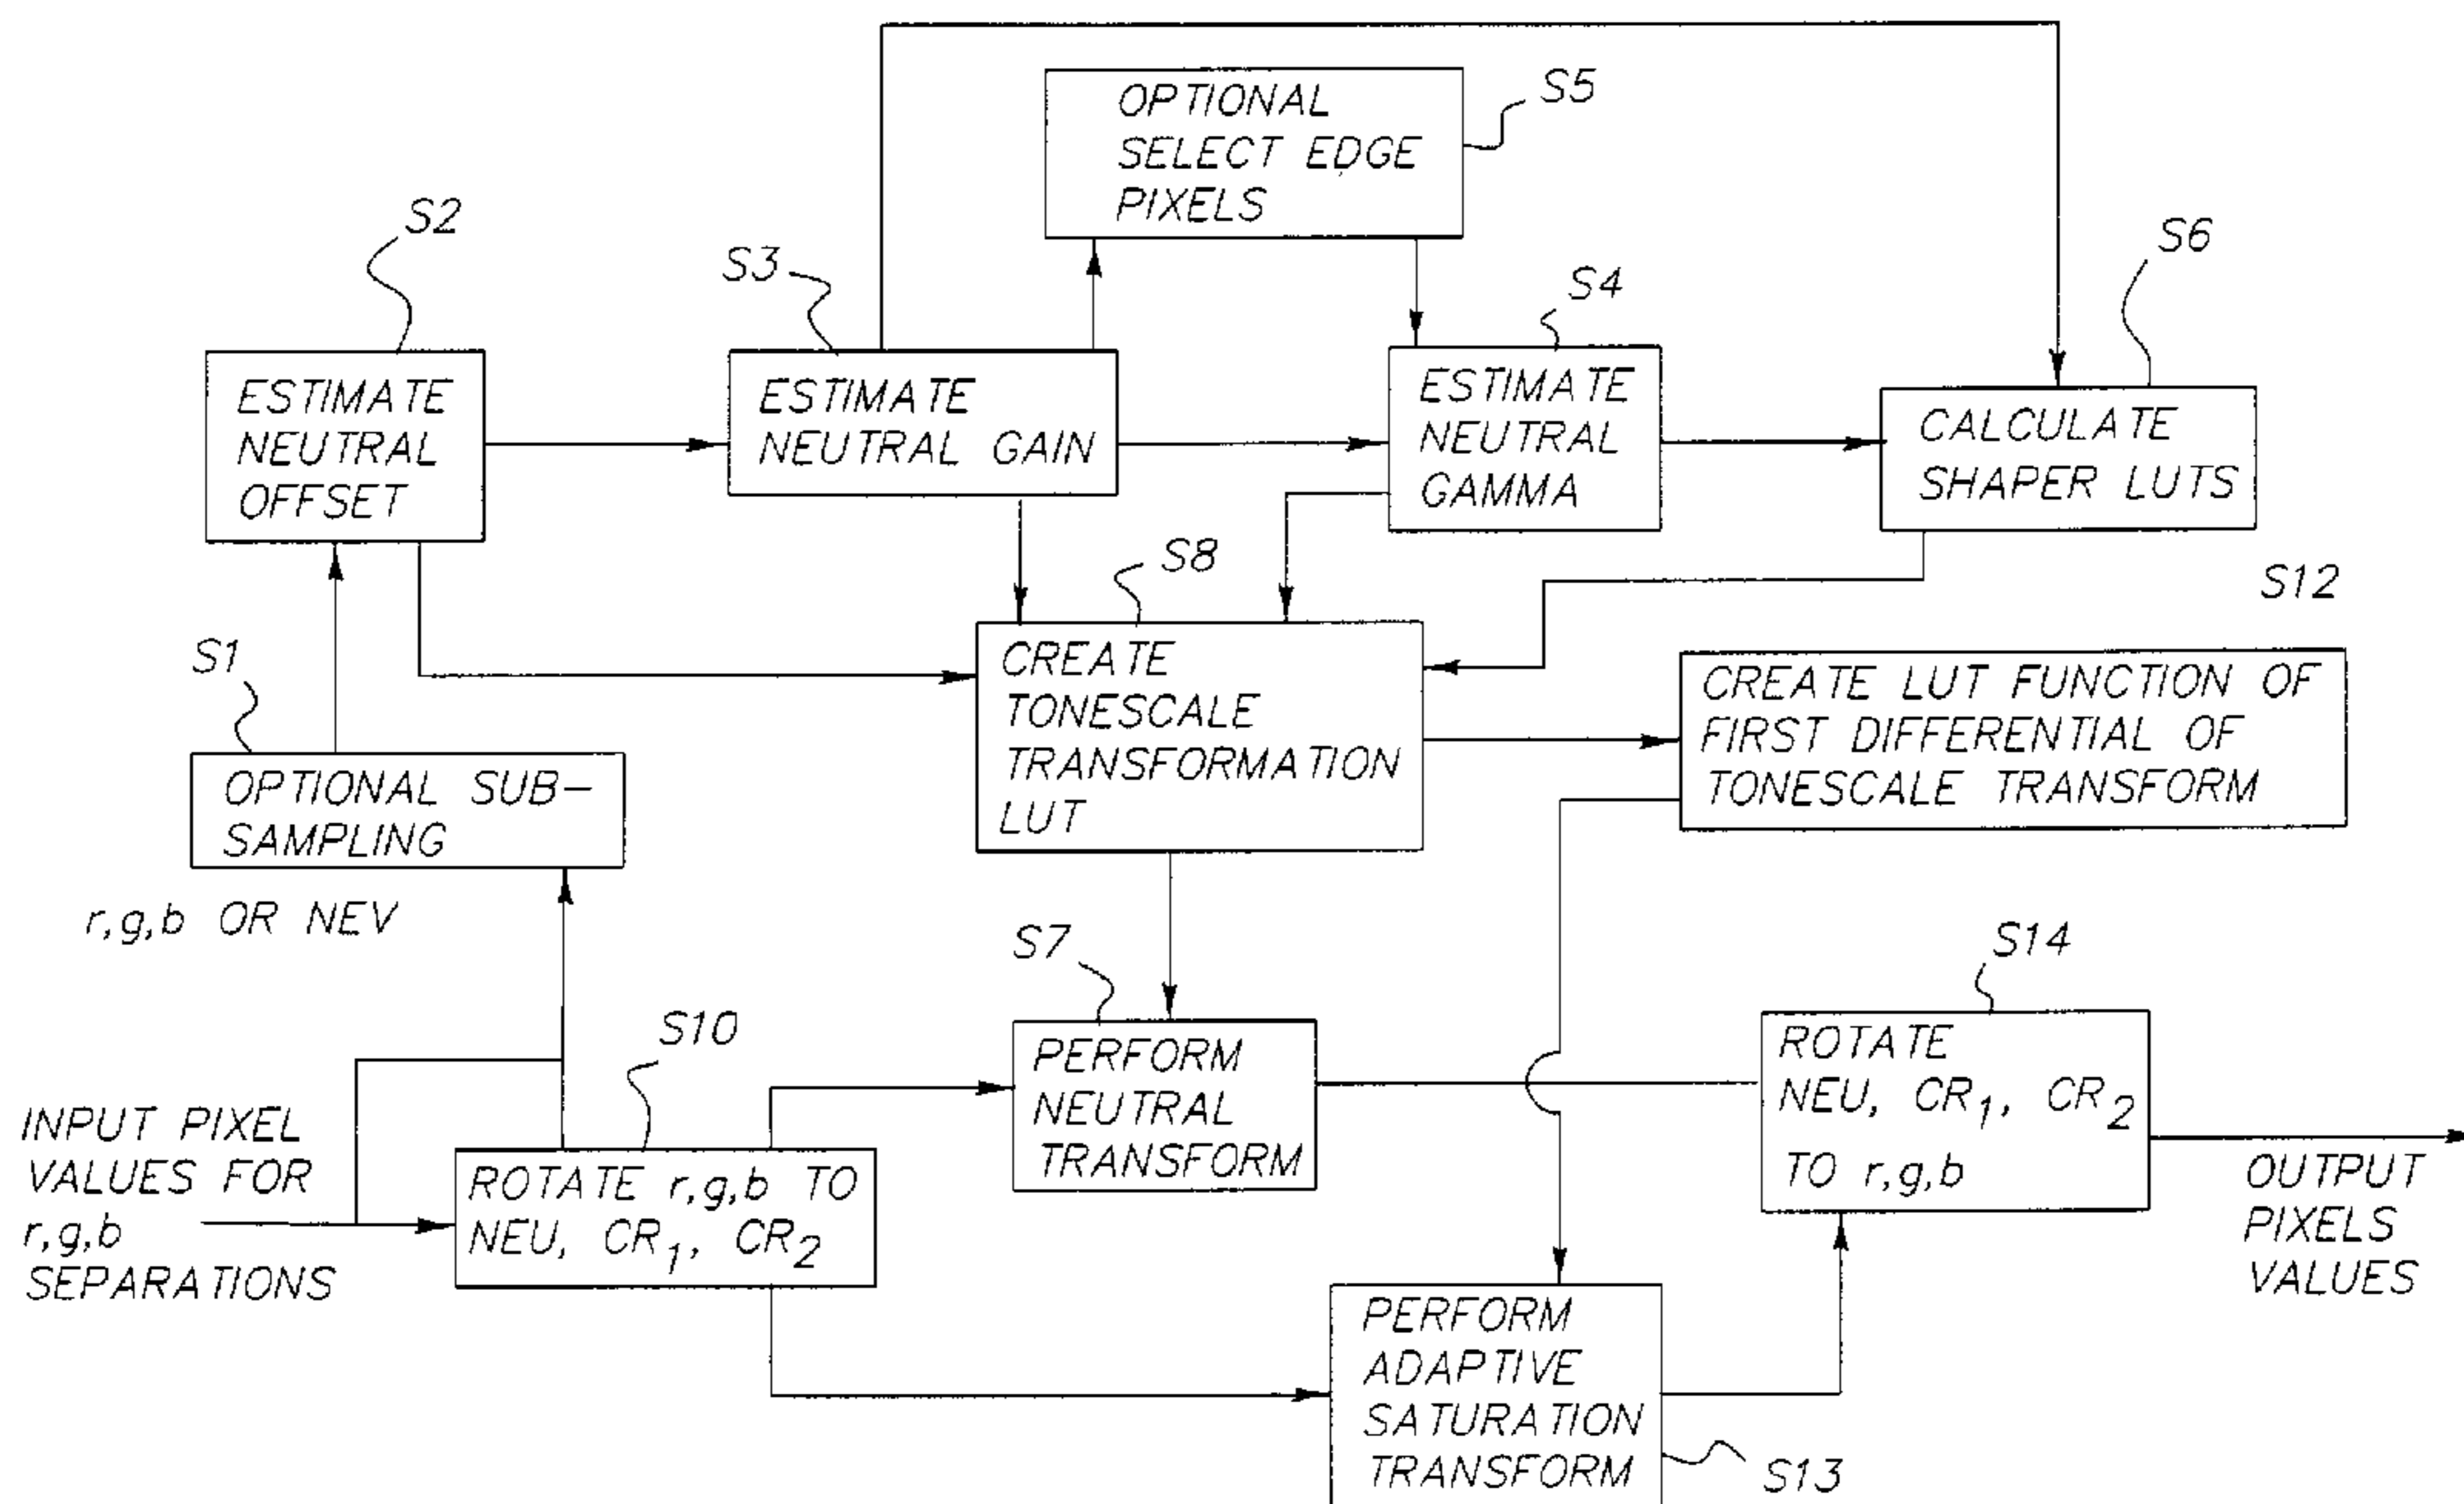 OPTIONAL
SELECT EDGE
PIXELS
S5
S2
S3
S4
S6
ESTIMATE
NEUTRAL
OFFSET
ESTIMATE
NEUTRAL GAIN
ESTIMATE
NEUTRAL
GAMMA
CALCULATE
SHAPER LUTS
S8
S12
S1
CREATE
TONESCALE
TRANSFORMATION
LUT
CREATE LUT FUNCTION OF
FIRST DIFFERENTIAL OF
TONESCALE TRANSFORM
OPTIONAL SUB-
SAMPLING
r,g,b OR NEV
S7
S14
S10
PERFORM
NEUTRAL
TRANSFORM
ROTATE
NEU, CR1, CR2
TO r,g,b
INPUT PIXEL
VALUES FOR
r,g,b
SEPARATIONS
ROTATE r,g,b TO
NEU, CR1, CR2
OUTPUT
PIXELS
VALUES
PERFORM
ADAPTIVE
SATURATION
TRANSFORM
S13